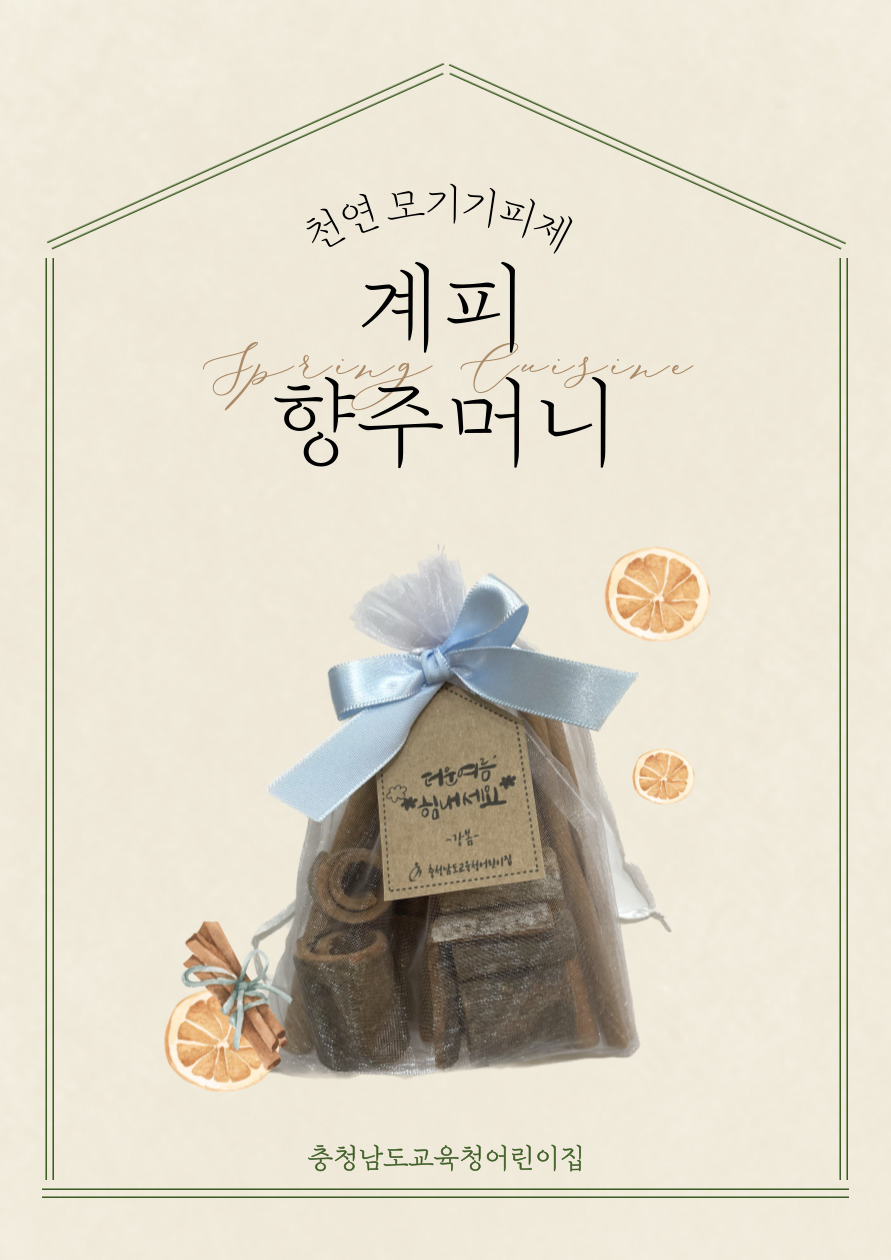 천연 모기기피제
계피
Spring Cuisine
향주머니
더운여름
힘내세요
-강봄-
충청남도교육청어린이집
충청남도교육청어린이집